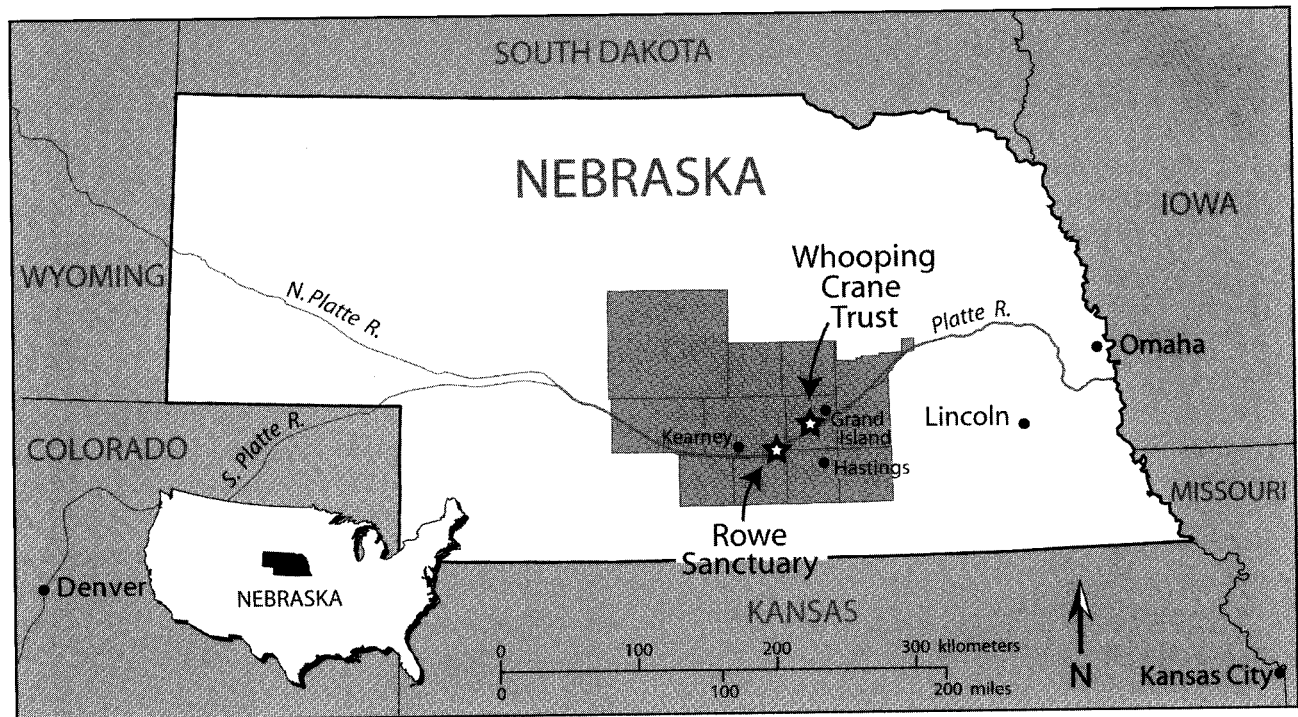 SOUTH DAKOTA
NEBRASKA
IOWA
WYOMING
Whooping
Crane
Trust
N. Platte R.
Platte R.
Omaha
COLORADO
S. Platte R.
Kearney
Grand
Island
Lincoln
Hastings
MISSOURI
Rowe
Sanctuary
Denver
NEBRASKA
KANSAS
0 100 200 300 kilometers
0 100 200 miles
N
Kansas City